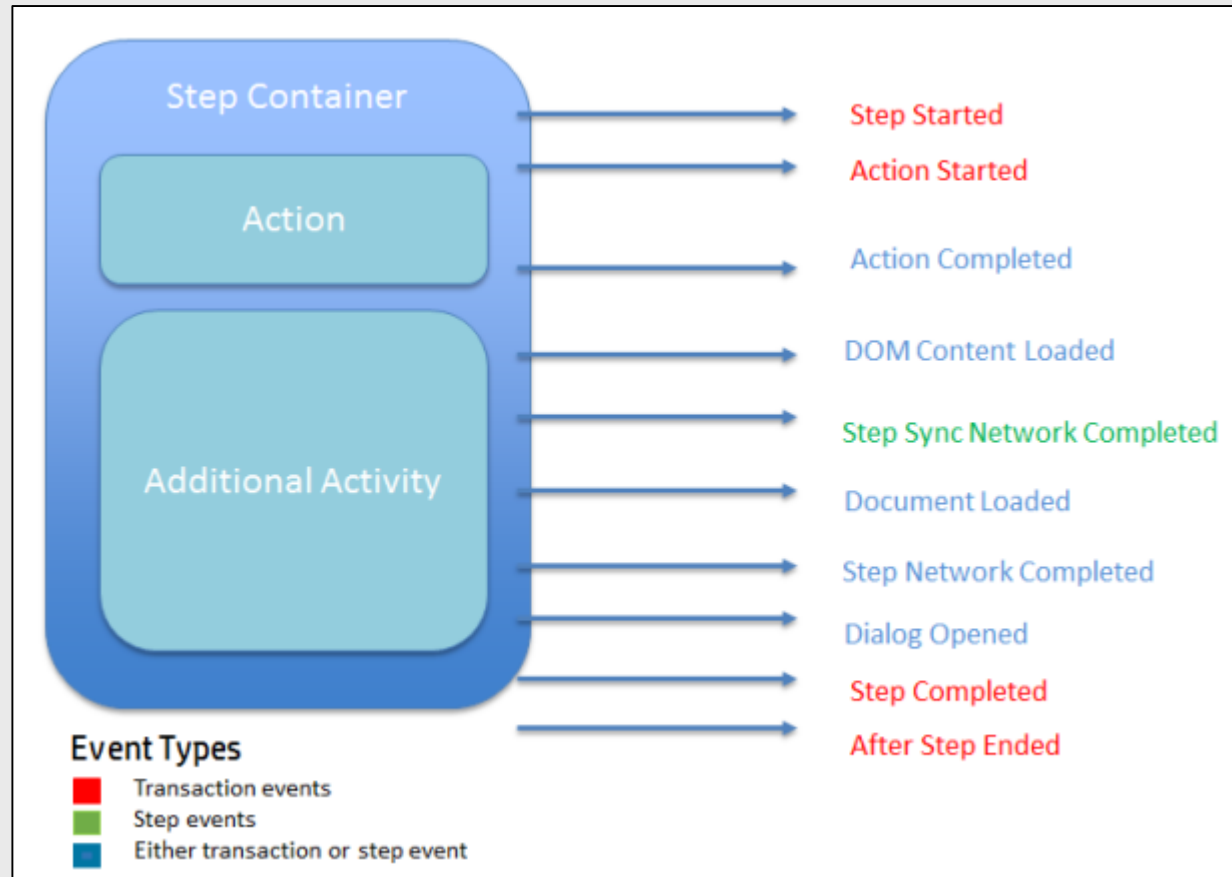 Step Container
Step Started
Action Started
Action
Action Completed
DOM Content Loaded
Step Sync Network Completed
Additional Activity
Document Loaded
Step Network Completed
Dialog Opened
Step Completed
After Step Ended
Event Types
Transaction events
Step events
Either transaction or step event